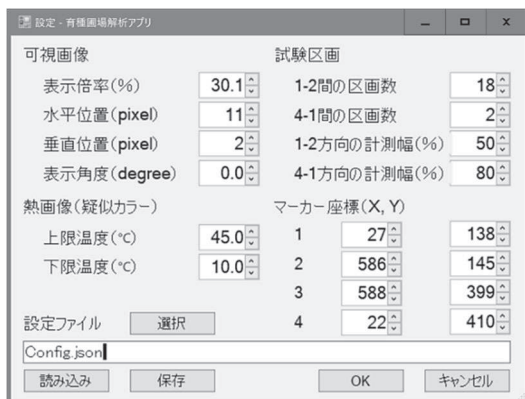 設定 - 育種圃場解析アプリ
可視画像
表示倍率(%) 30.1
水平位置(pixel) 11
垂直位置(pixel) 2
表示角度(degree) 0.0
熱画像(疑似カラー)
上限温度(℃) 45.0
下限温度(℃) 10.0
試験区画
1-2間の区画数 18
4-1間の区画数 2
1-2方向の計測幅(%) 50
4-1方向の計測幅(%) 80
マーカー座標(X, Y)
1 27 138
2 586 145
3 588 399
4 22 410
設定ファイル 選択
Config.json
読み込み 保存 OK キャンセル